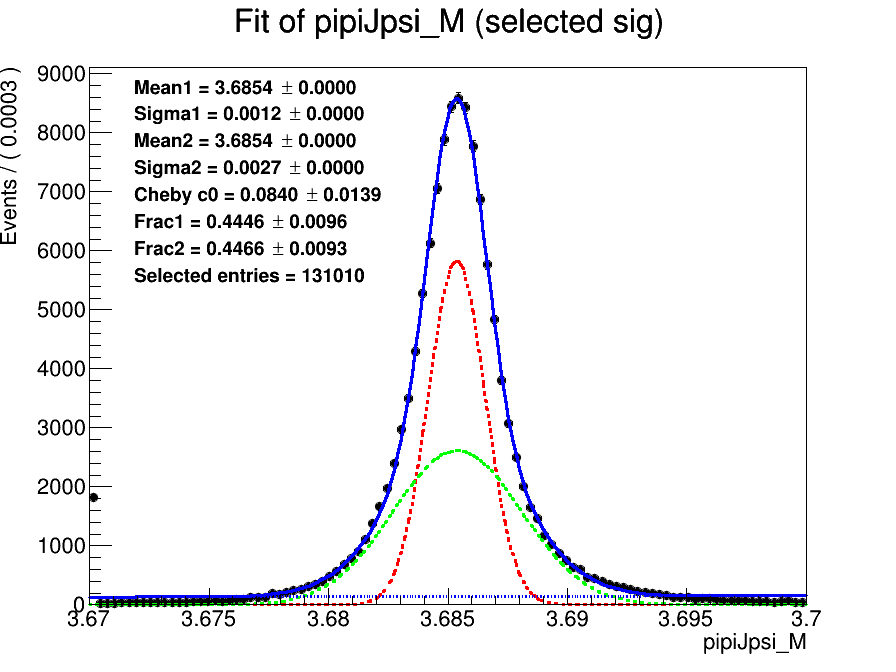 Fit of pipiJpsi_M (selected sig)
Events / ( 0.0003 )
9000
8000
7000
6000
5000
4000
3000
2000
1000
0
Mean1 = 3.6854 ± 0.0000
Sigma1 = 0.0012 ± 0.0000
Mean2 = 3.6854 ± 0.0000
Sigma2 = 0.0027 ± 0.0000
Cheby c0 = 0.0840 ± 0.0139
Frac1 = 0.4446 ± 0.0096
Frac2 = 0.4466 ± 0.0093
Selected entries = 131010
3.67 3.675 3.68 3.685 3.69 3.695 3.7
pipiJpsi_M